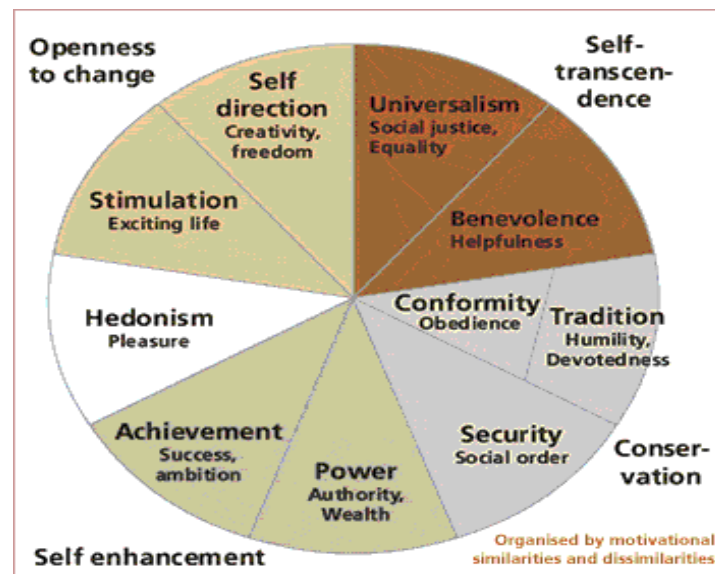 Openness
to change
Self-
transcen-
dence
Self
direction
Creativity,
freedom
Universalism
Social justice,
Equality
Stimulation
Exciting life
Benevolence
Helpfulness
Hedonism
Pleasure
Conformity
Obedience
Tradition
Humility,
Devotedness
Achievement
Success,
ambition
Power
Authority,
Wealth
Security
Social order
Conser-
vation
Self enhancement
Organised by motivational
similarities and dissimilarities